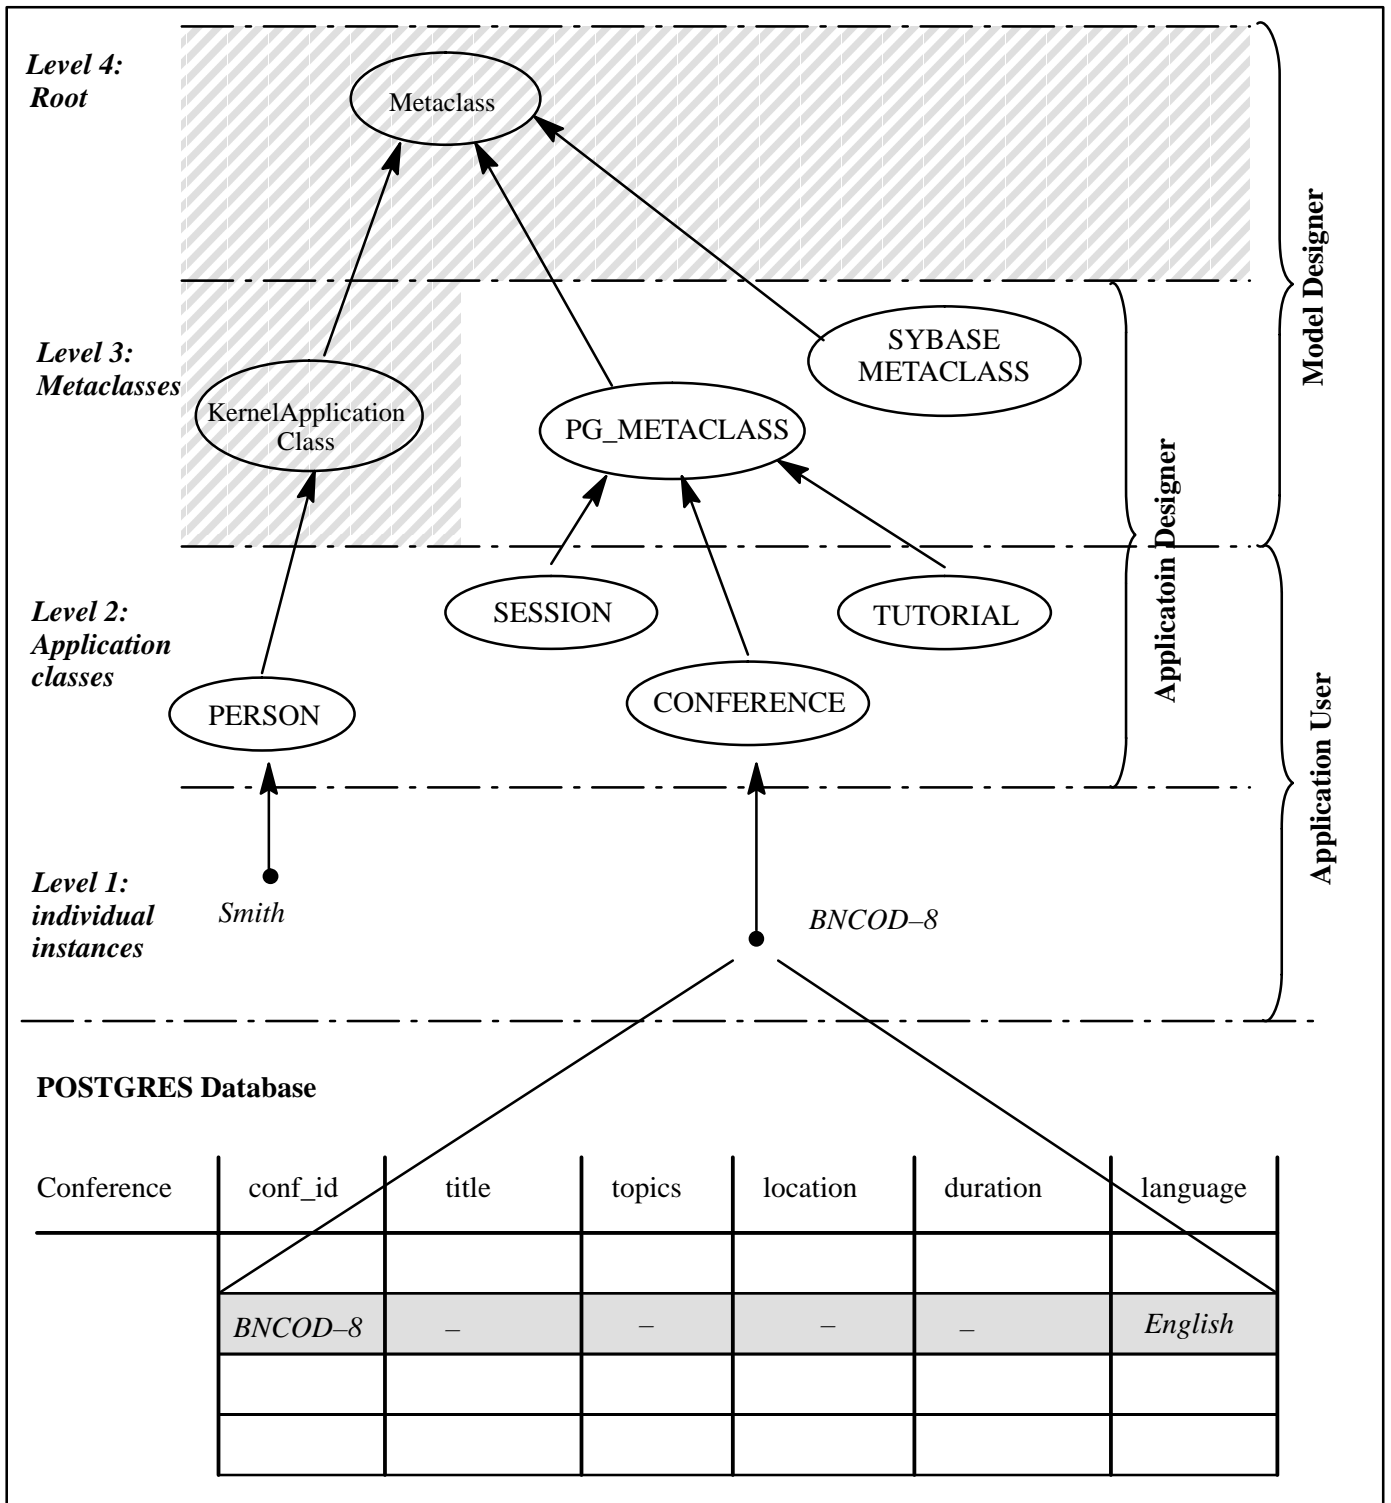 Level 4:
Root
Metaclass
Model Designer
Level 3:
Metaclasses
KernelApplication
Class
PG_METACLASS
SYBASE
METACLASS
Applicatoin Designer
Level 2:
Application
classes
SESSION
TUTORIAL
PERSON
CONFERENCE
Application User
Level 1:
individual
instances
Smith
BNCOD–8
POSTGRES Database
Conference conf_id title topics location duration language
BNCOD–8 – – – – English